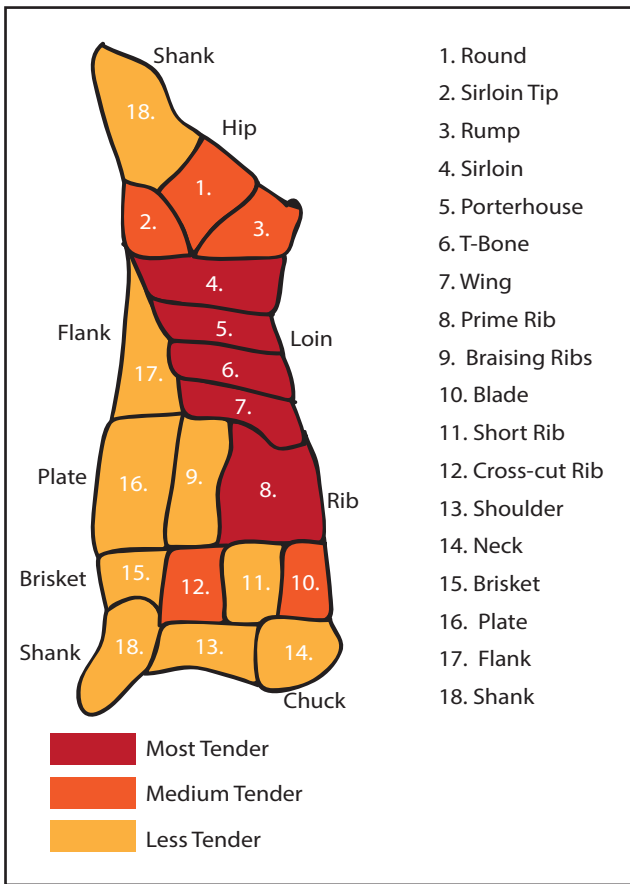 Shank
18.
Hip
1.
2.
3.
4.
Flank
5.
Loin
6.
17.
7.
Plate
16.
9.
8.
Rib
Brisket
15.
12.
11.
10.
Shank
18.
13.
14.
Chuck
Most Tender
Medium Tender
Less Tender
1. Round
2. Sirloin Tip
3. Rump
4. Sirloin
5. Porterhouse
6. T-Bone
7. Wing
8. Prime Rib
9. Braising Ribs
10. Blade
11. Short Rib
12. Cross-cut Rib
13. Shoulder
14. Neck
15. Brisket
16. Plate
17. Flank
18. Shank